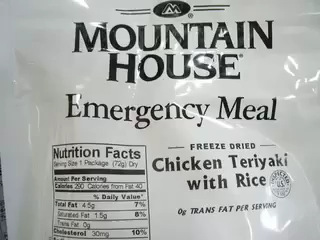 MOUNTAIN
HOUSE®
Emergency Meal
FREEZE DRIED
Chicken Teriyaki
with Rice
0g TRANS FAT PER SERVING
Nutrition Facts
Serving Size 1 Package (72g) Dry
Amount Per Serving
Calories 290 Calories from Fat 40
% Daily Value*
Total Fat 4.5g 7%
Saturated Fat 1.5g 8%
Trans Fat 0g
Cholesterol 30mg 10%